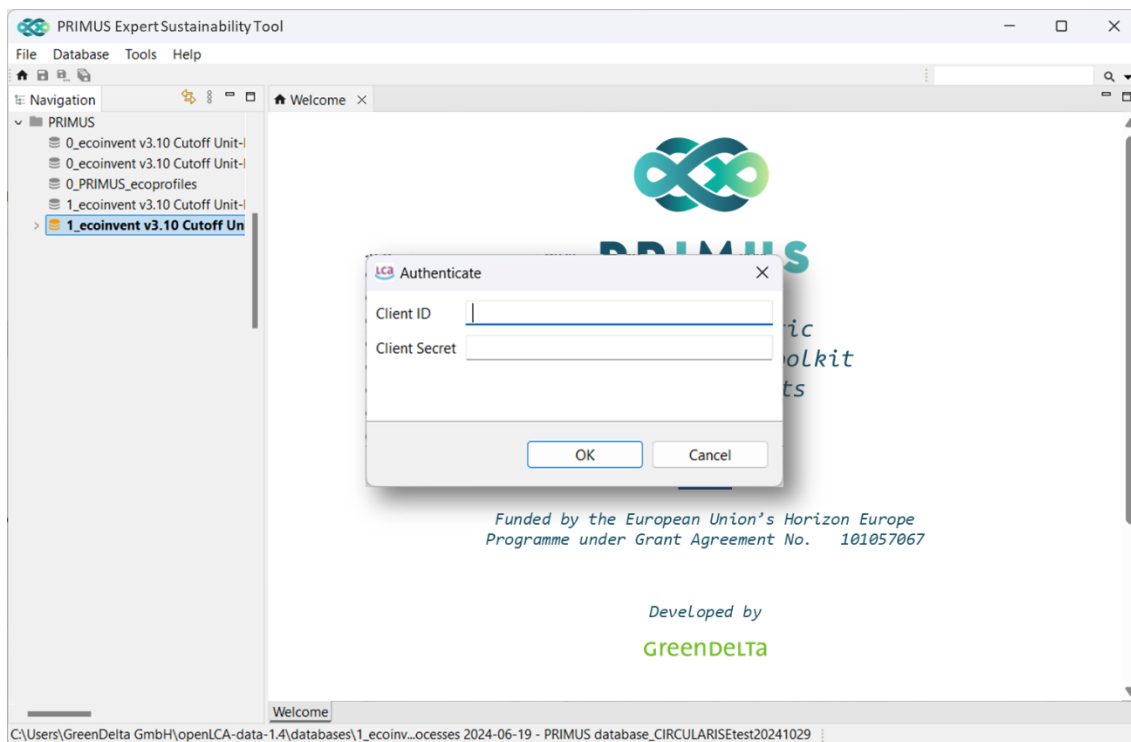 PRIMUS Expert Sustainability Tool
File Database Tools Help
Navigation
Welcome
PRIMUS
0_ecoinvent v3.10 Cutoff Unit-
0_ecoinvent v3.10 Cutoff Unit-
0_PRIMUS_ecoprofiles
1_ecoinvent v3.10 Cutoff Unit-
1_ecoinvent v3.10 Cutoff Un
PRIMUS
LCA Authenticate
Client ID
Client Secret
OK Cancel
ic
olkit
ts
Funded by the European Union's Horizon Europe
Programme under Grant Agreement No. 101057067
Developed by
GreenDelta
Welcome
C:\Users\GreenDelta GmbH\openLCA-data-1.4\databases\1_ecoinv...ocesses 2024-06-19 - PRIMUS database_CIRCULARISEtest20241029